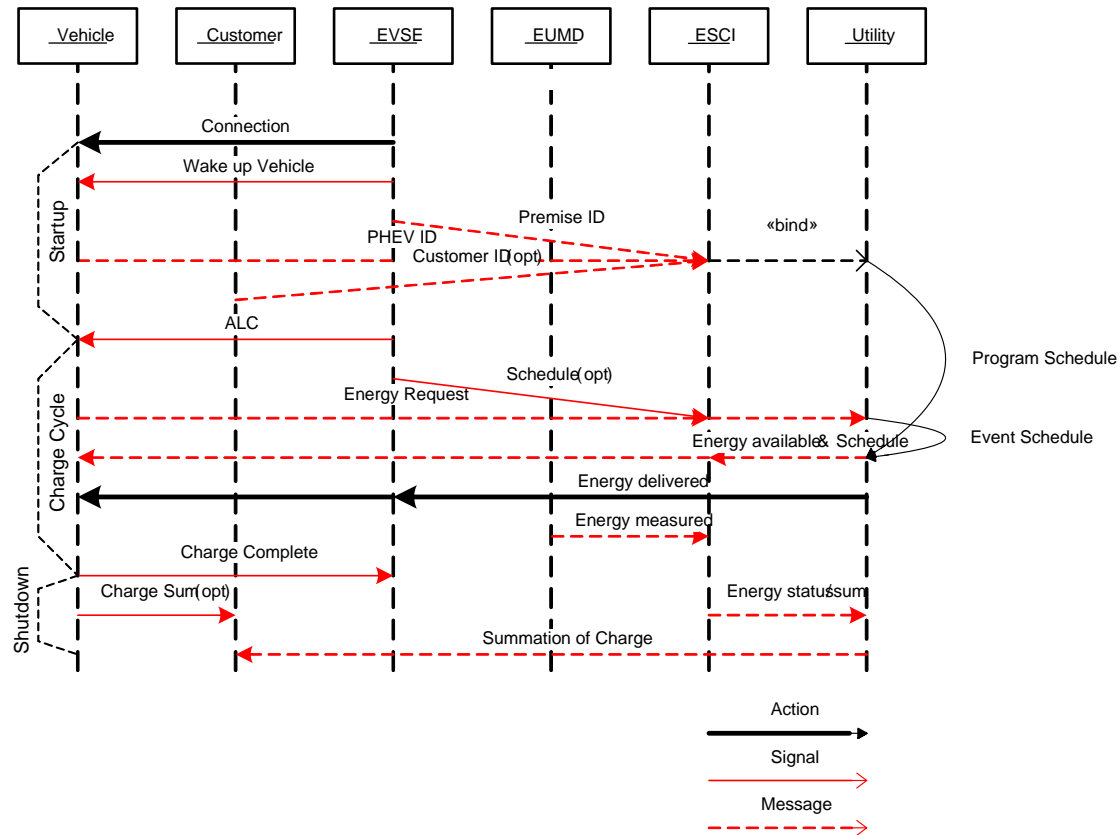 Vehicle Customer EVSE EUMD ESCI Utility
Connection
Wake up Vehicle
Premise ID
«bind»
PHEV ID
Customer ID(opt)
Startup
ALC
Program Schedule
Schedule(opt)
Energy Request
Event Schedule
Energy available& Schedule
Charge Cycle
Energy delivered
Energy measured
Charge Complete
Charge Sum(opt)
Energy status/sum
Shutdown
Summation of Charge
Action
Signal
Message